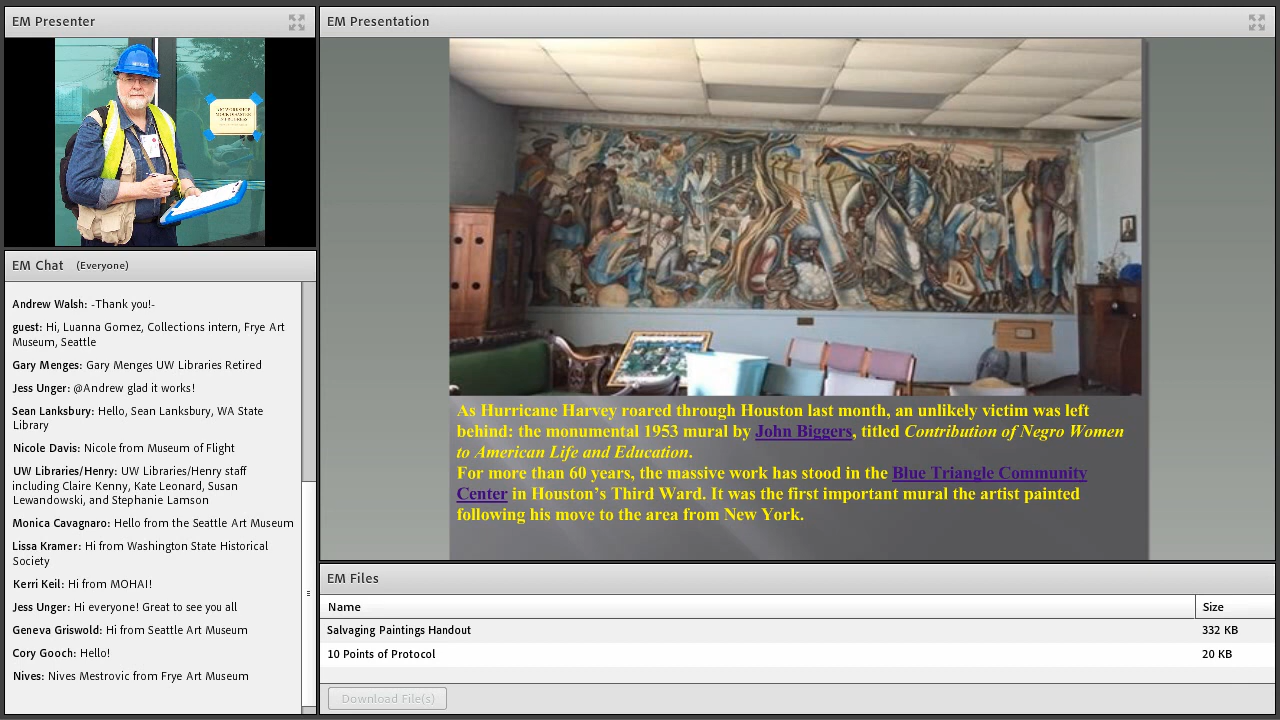 EM Presenter
EM Presentation
EM Chat (Everyone)
Andrew Walsh: -Thank you!-
guest: Hi, Luanna Gomez, Collections intern, Frye Art
Museum, Seattle
Gary Menges: Gary Menges UW Libraries Retired
Jess Unger: @Andrew glad it works!
Sean Lanksbury: Hello, Sean Lanksbury, WA State
Library
Nicole Davis: Nicole from Museum of Flight
UW Libraries/Henry: UW Libraries/Henry staff
including Claire Kenny, Kate Leonard, Susan
Lewandowski, and Stephanie Lamson
Monica Cavagnaro: Hello from the Seattle Art Museum
Lissa Kramer: Hi from Washington State Historical
Society
Kerri Keil: Hi from MOHAI!
Jess Unger: Hi everyone! Great to see you all
Geneva Griswold: Hi from Seattle Art Museum
Cory Gooch: Hello!
Nives: Nives Mestrovic from Frye Art Museum
As Hurricane Harvey roared through Houston last month, an unlikely victim was left
behind: the monumental 1953 mural by John Biggers, titled Contribution of Negro Women
to American Life and Education.
For more than 60 years, the massive work has stood in the Blue Triangle Community
Center in Houston’s Third Ward. It was the first important mural the artist painted
following his move to the area from New York.
EM Files
Name Size
Salvaging Paintings Handout 332 KB
10 Points of Protocol 20 KB
Download File(s)